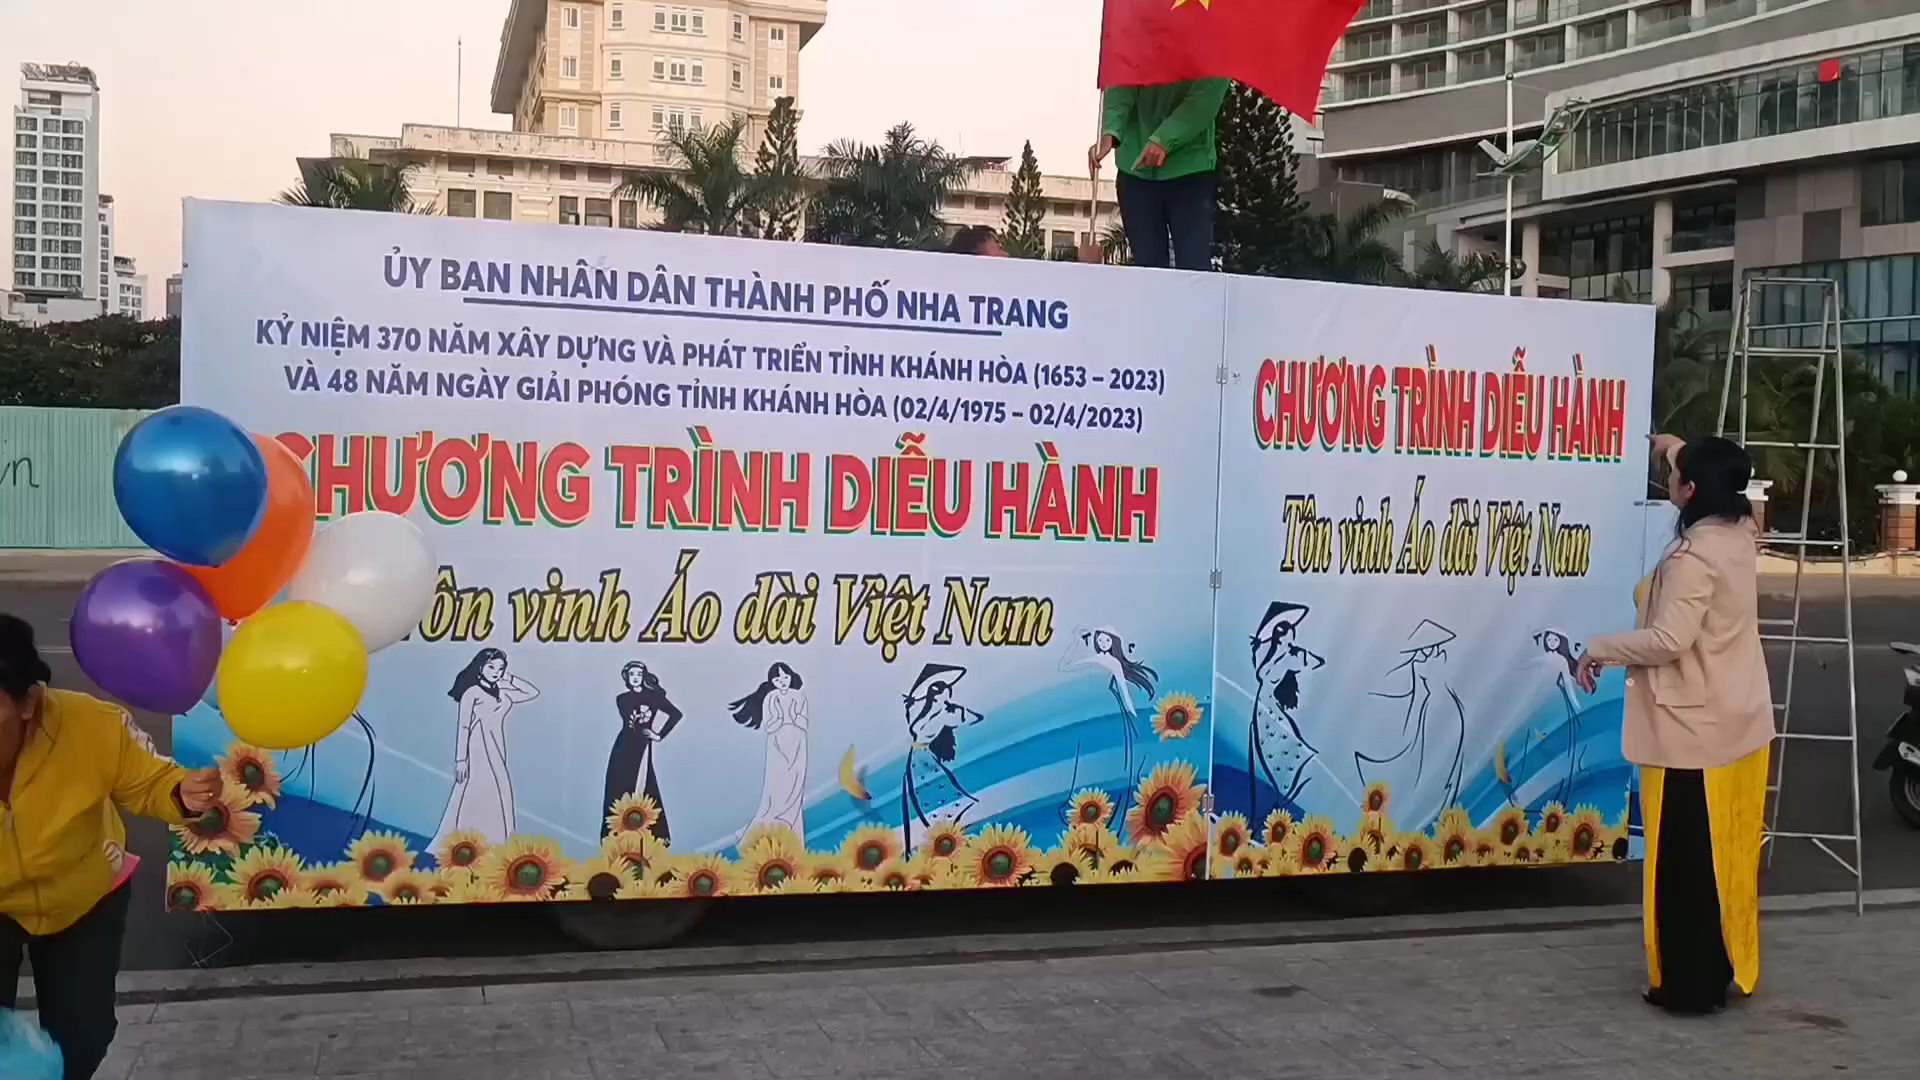 ỦY BAN NHÂN DÂN THÀNH PHỐ NHA TRANG
KỶ NIỆM 370 NĂM XÂY DỰNG VÀ PHÁT TRIỂN TỈNH KHÁNH HÒA (1653 – 2023)
VÀ 48 NĂM NGÀY GIẢI PHÓNG TỈNH KHÁNH HÒA (02/4/1975 – 02/4/2023)
CHƯƠNG TRÌNH DIỄU HÀNH
Tôn vinh Áo dài Việt Nam
CHƯƠNG TRÌNH DIỄU HÀNH
Tôn vinh Áo dài Việt Nam